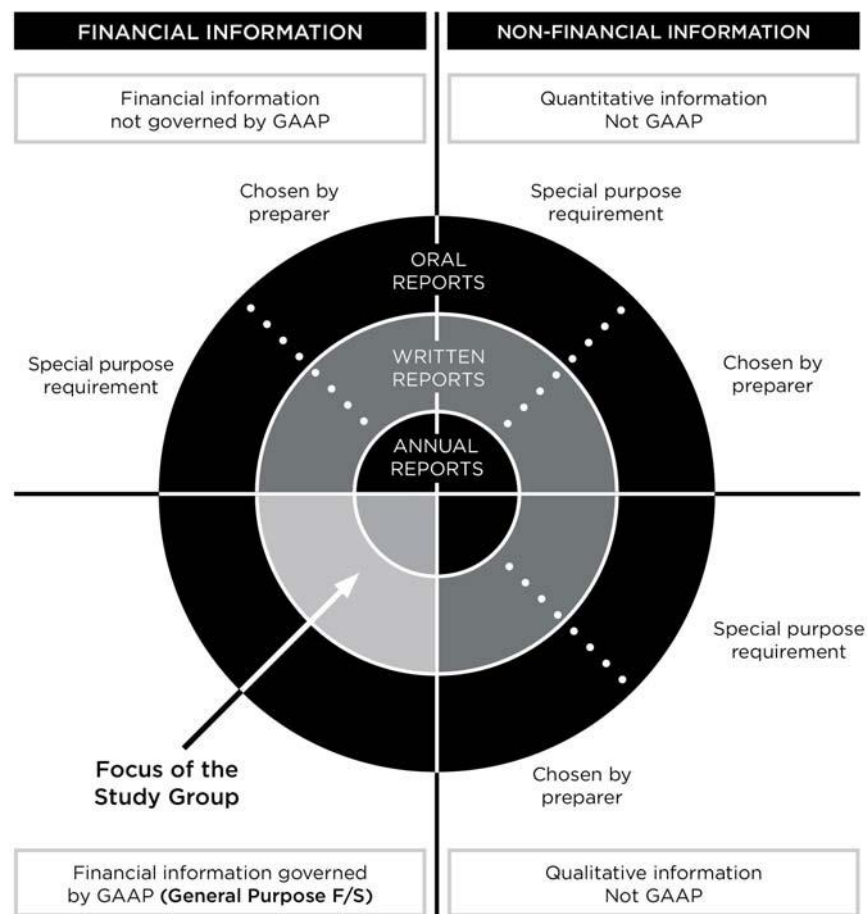 FINANCIAL INFORMATION
NON-FINANCIAL INFORMATION
Financial information
not governed by GAAP
Quantitative information
Not GAAP
Chosen by
preparer
Special purpose
requirement
ORAL
REPORTS
WRITTEN
REPORTS
ANNUAL
REPORTS
Special purpose
requirement
Chosen by
preparer
Special purpose
requirement
Focus of the
Study Group
Chosen by
preparer
Financial information governed
by GAAP (General Purpose F/S)
Qualitative information
Not GAAP